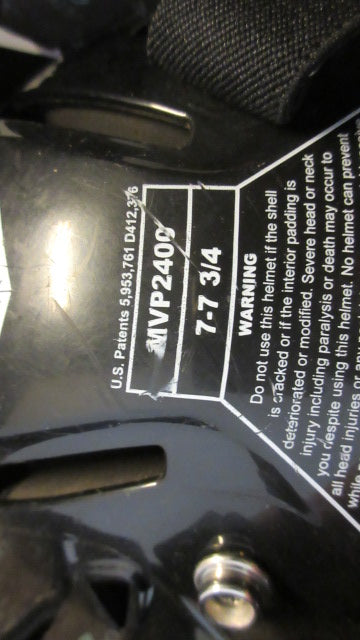 U.S. Patents 5,953,761 D412,376
MVP2400
7-7 3/4
WARNING
Do not use this helmet if the shell
is cracked or if the interior padding is
deteriorated or modified. Severe head or neck
injury including paralysis or death may occur to
you despite using this helmet. No helmet can prevent
all head injuries
while